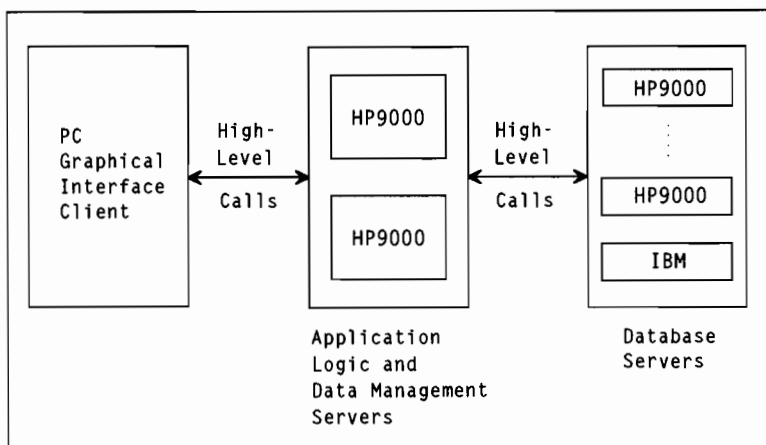 PC
Graphical
Interface
Client
High-
Level
Calls
HP9000
HP9000
Application
Logic and
Data Management
Servers
High-
Level
Calls
HP9000
HP9000
IBM
Database
Servers